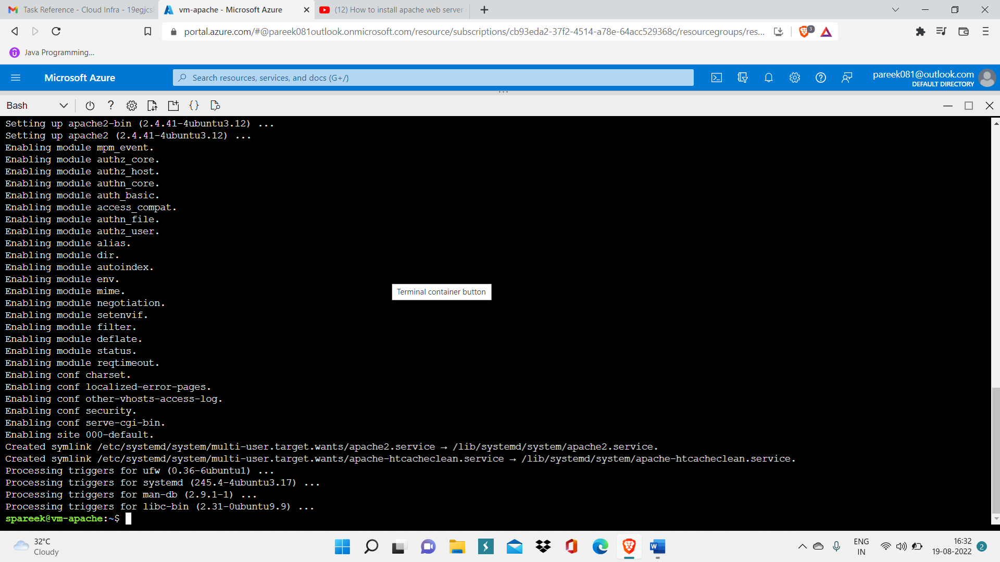 Task Reference - Cloud Infra - 19egjcs
vm-apache - Microsoft Azure
(12) How to install apache web server
portal.azure.com/#@pareek081outlook.onmicrosoft.com/resource/subscriptions/cb93eda2-37f2-4514-a78e-64acc529368c/resourcegroups/res...
3
Java Programming...
Microsoft Azure
Search resources, services, and docs (G+/)
pareek081@outlook.com
DEFAULT DIRECTORY
Bash
Setting up apache2-bin (2.4.41-4ubuntu3.12) ...
Setting up apache2 (2.4.41-4ubuntu3.12) ...
Enabling module mpm_event.
Enabling module authz_core.
Enabling module authz_host.
Enabling module authn_core.
Enabling module auth_basic.
Enabling module access_compat.
Enabling module authn_file.
Enabling module authz_user.
Enabling module alias.
Enabling module dir.
Enabling module autoindex.
Enabling module env.
Enabling module mime.
Enabling module negotiation.
Enabling module setenvif.
Enabling module filter.
Enabling module deflate.
Enabling module status.
Enabling module reqtimeout.
Enabling conf charset.
Enabling conf localized-error-pages.
Enabling conf other-vhosts-access-log.
Enabling conf security.
Enabling conf serve-cgi-bin.
Enabling site 000-default.
Created symlink /etc/systemd/system/multi-user.target.wants/apache2.service → /lib/systemd/system/apache2.service.
Created symlink /etc/systemd/system/multi-user.target.wants/apache-htcacheclean.service → /lib/systemd/system/apache-htcacheclean.service.
Processing triggers for ufw (0.36-6ubuntu1) ...
Processing triggers for systemd (245.4-4ubuntu3.17) ...
Processing triggers for man-db (2.9.1-1) ...
Processing triggers for libc-bin (2.31-0ubuntu9.9) ...
spareek@vm-apache:~$
Terminal container button
32°C
Cloudy
ENG
IN
16:32
19-08-2022
2